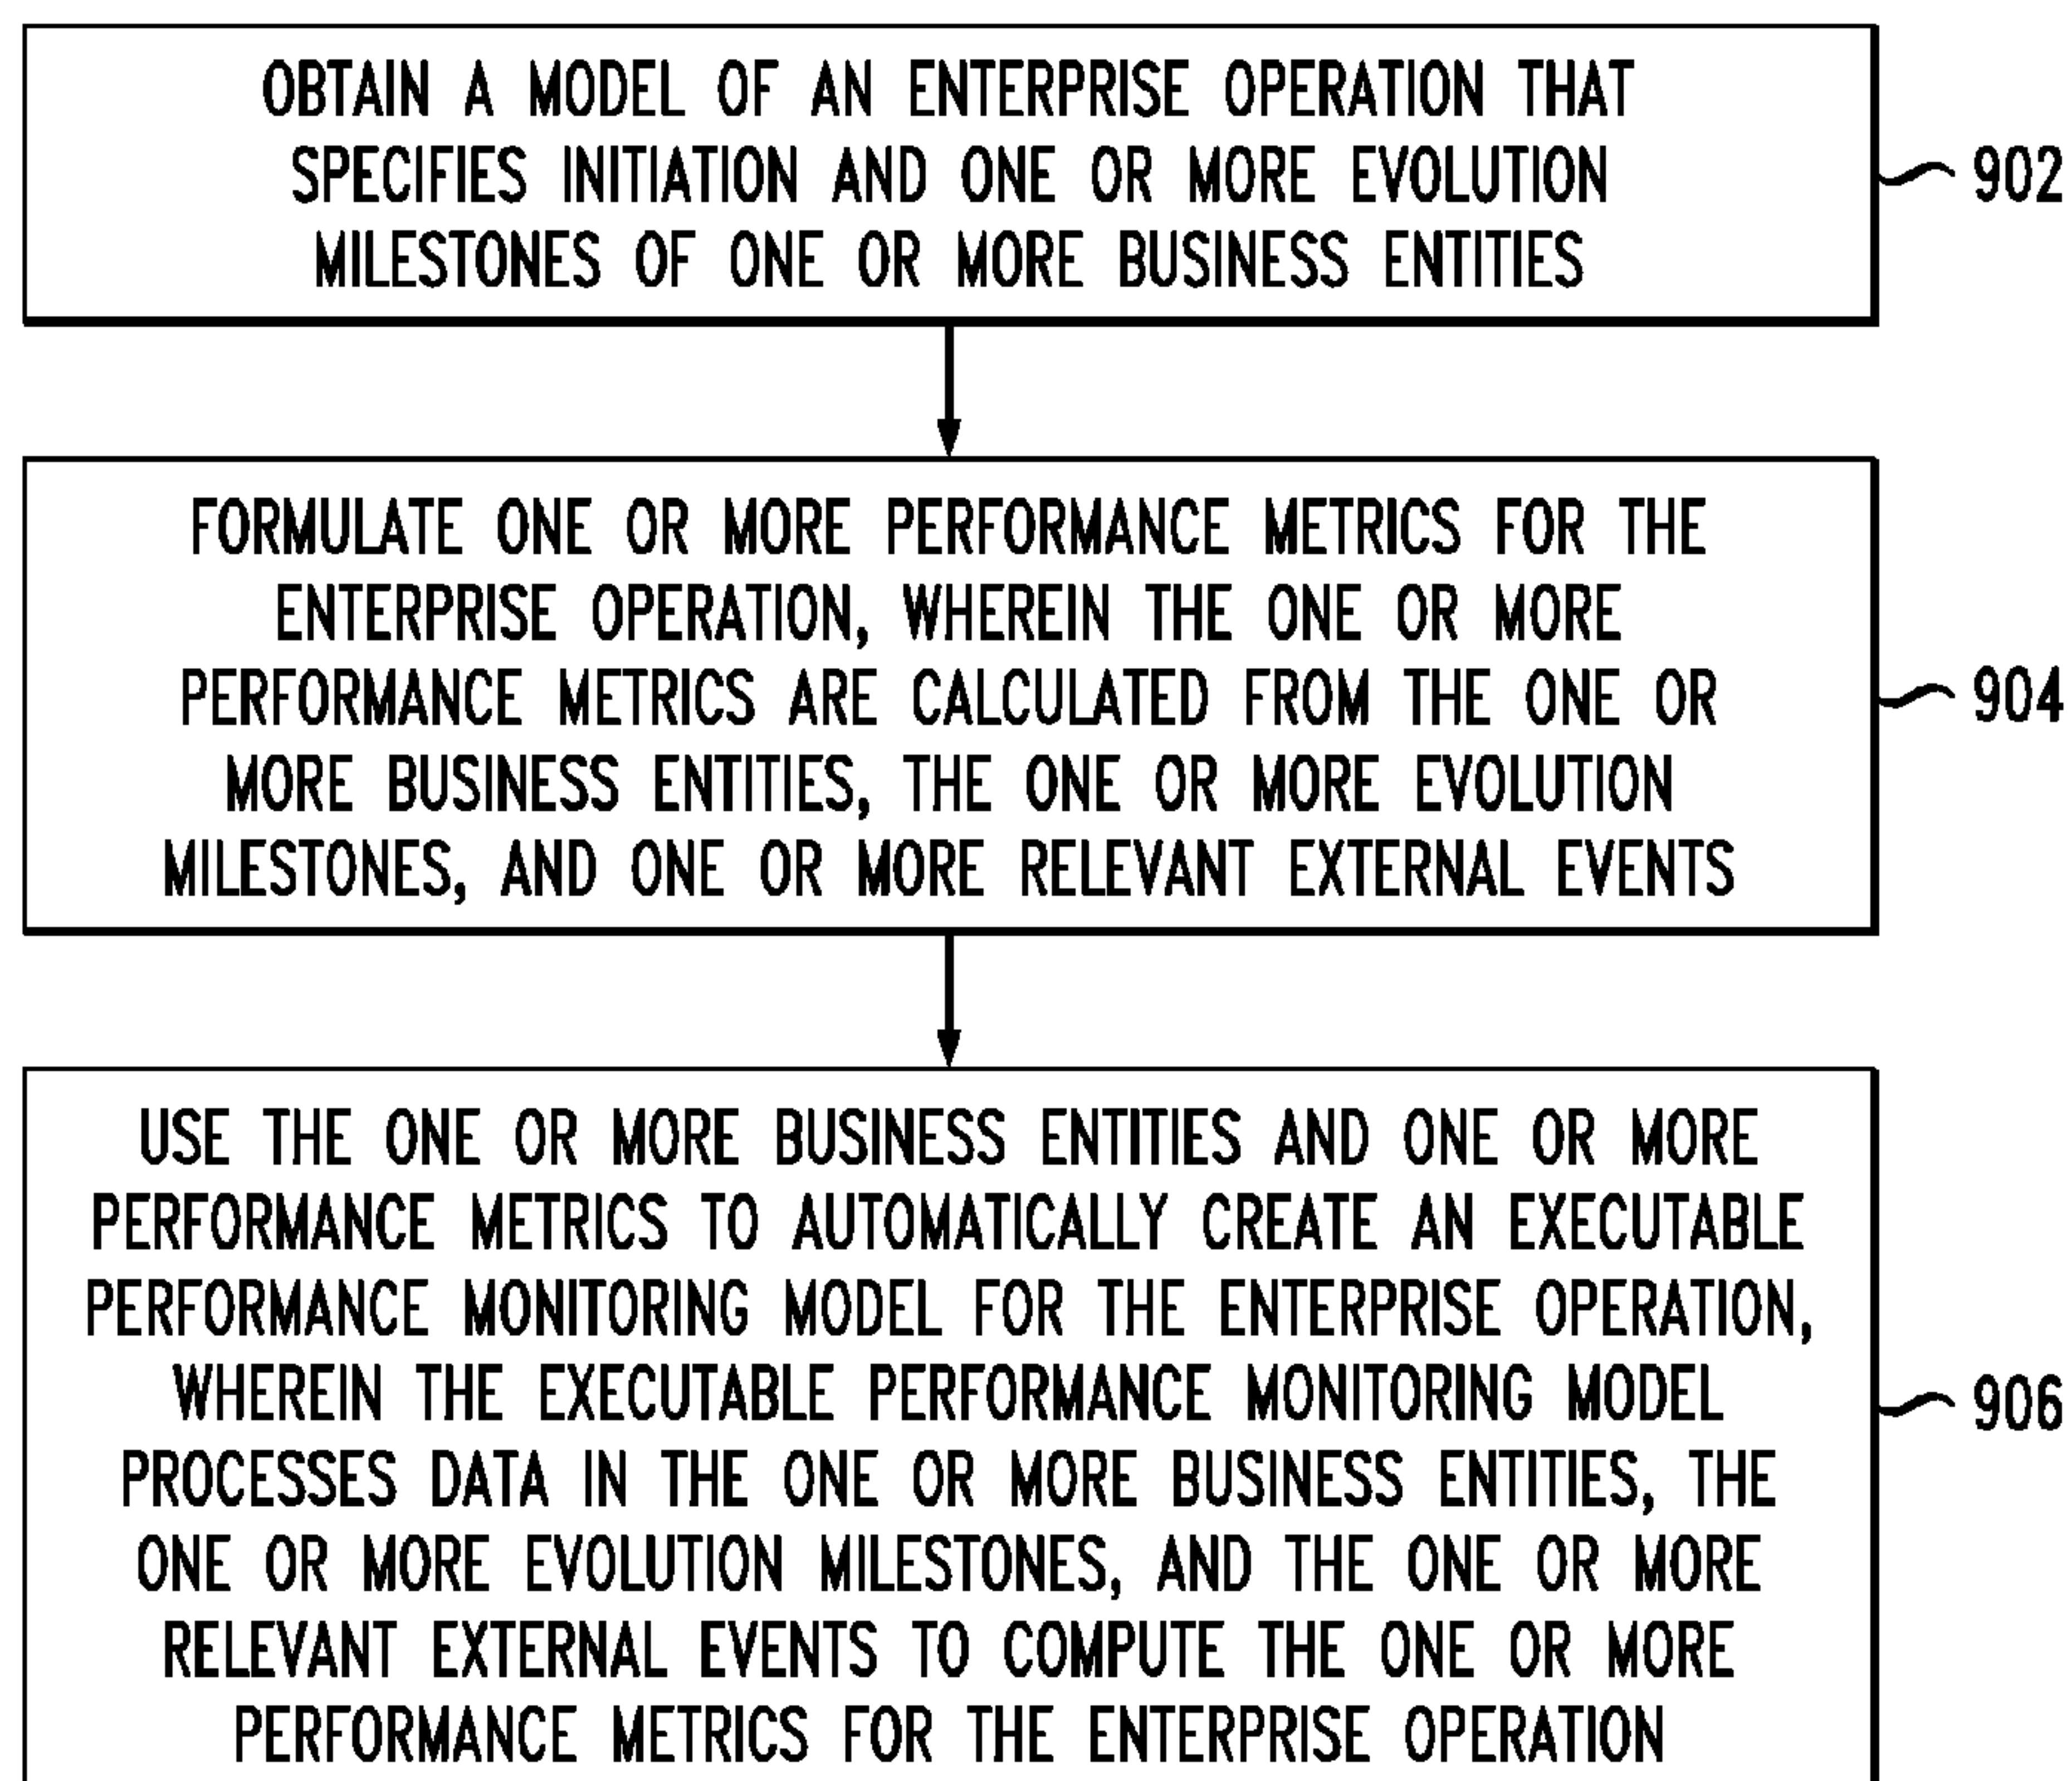 OBTAIN A MODEL OF AN ENTERPRISE OPERATION THAT
SPECIFIES INITIATION AND ONE OR MORE EVOLUTION
MILESTONES OF ONE OR MORE BUSINESS ENTITIES
902
FORMULATE ONE OR MORE PERFORMANCE METRICS FOR THE
ENTERPRISE OPERATION, WHEREIN THE ONE OR MORE
PERFORMANCE METRICS ARE CALCULATED FROM THE ONE OR
MORE BUSINESS ENTITIES, THE ONE OR MORE EVOLUTION
MILESTONES, AND ONE OR MORE RELEVANT EXTERNAL EVENTS
904
USE THE ONE OR MORE BUSINESS ENTITIES AND ONE OR MORE
PERFORMANCE METRICS TO AUTOMATICALLY CREATE AN EXECUTABLE
PERFORMANCE MONITORING MODEL FOR THE ENTERPRISE OPERATION,
WHEREIN THE EXECUTABLE PERFORMANCE MONITORING MODEL
PROCESSES DATA IN THE ONE OR MORE BUSINESS ENTITIES, THE
ONE OR MORE EVOLUTION MILESTONES, AND THE ONE OR MORE
RELEVANT EXTERNAL EVENTS TO COMPUTE THE ONE OR MORE
PERFORMANCE METRICS FOR THE ENTERPRISE OPERATION
906